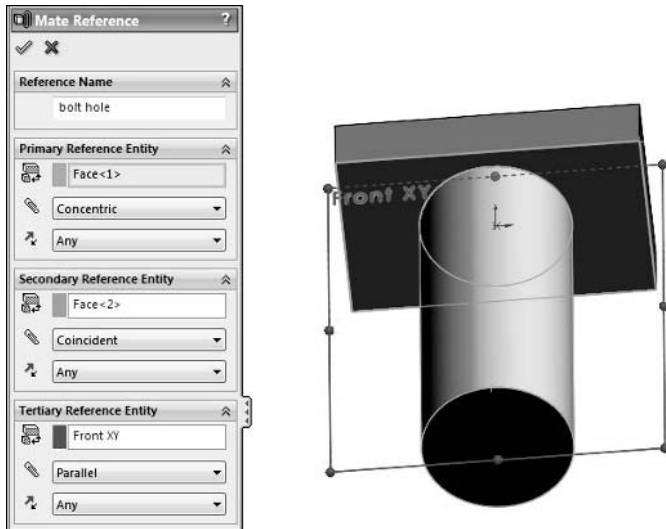 Mate Reference ?
Reference Name
bolt hole
Primary Reference Entity
Face<1>
Concentric
Any
Secondary Reference Entity
Face<2>
Coincident
Any
Tertiary Reference Entity
Front XY
Parallel
Any
Front XY